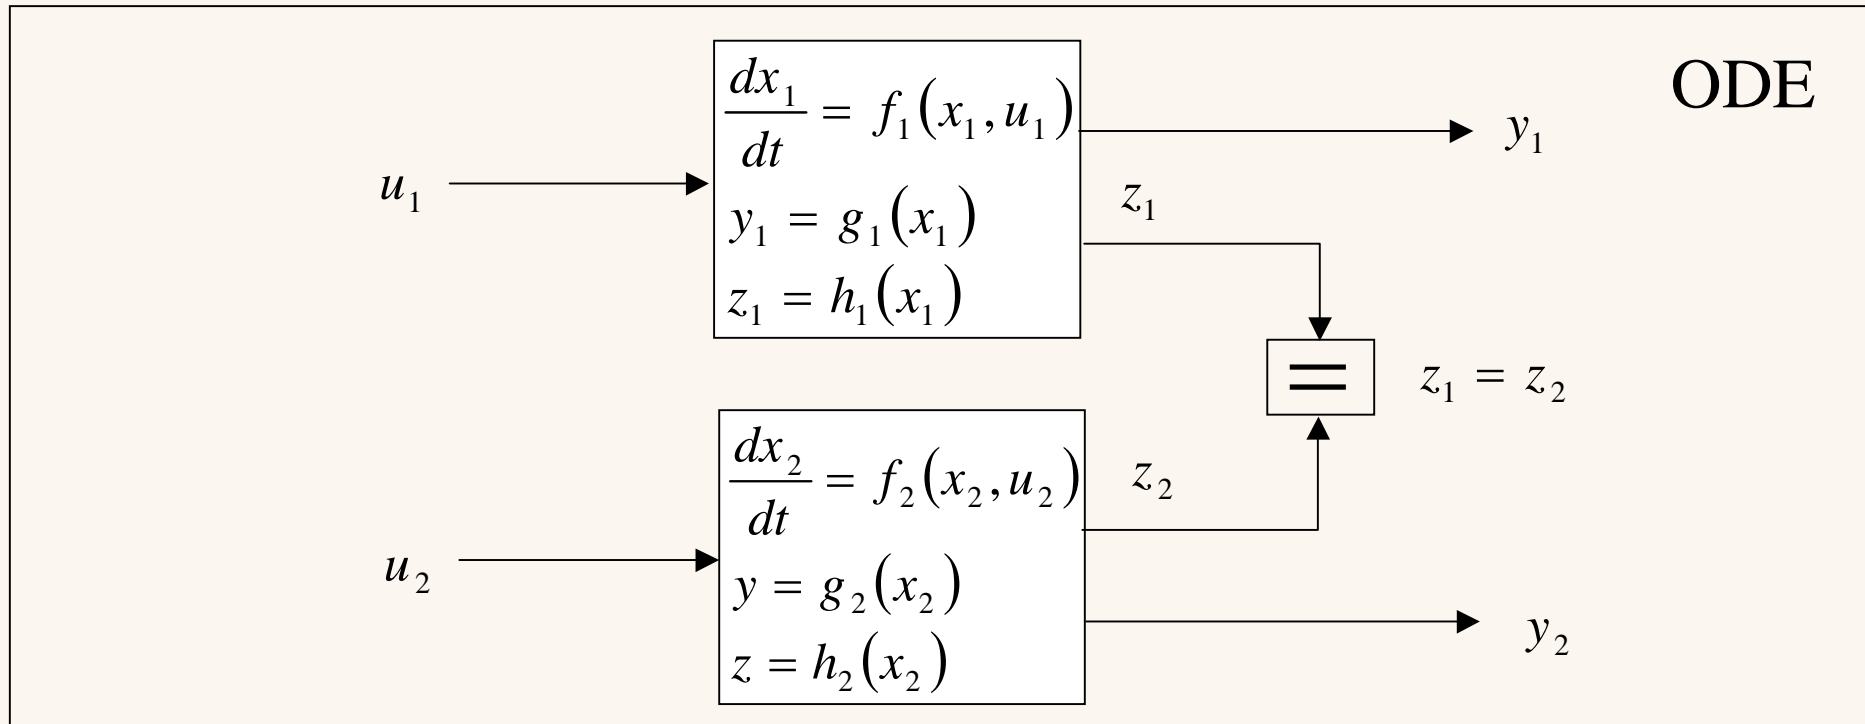 ODE
dx₁/dt = f₁(x₁, u₁)
y₁ = g₁(x₁)
z₁ = h₁(x₁)
u₁
y₁
z₁
=
z₁ = z₂
dx₂/dt = f₂(x₂, u₂)
y = g₂(x₂)
z = h₂(x₂)
u₂
z₂
y₂